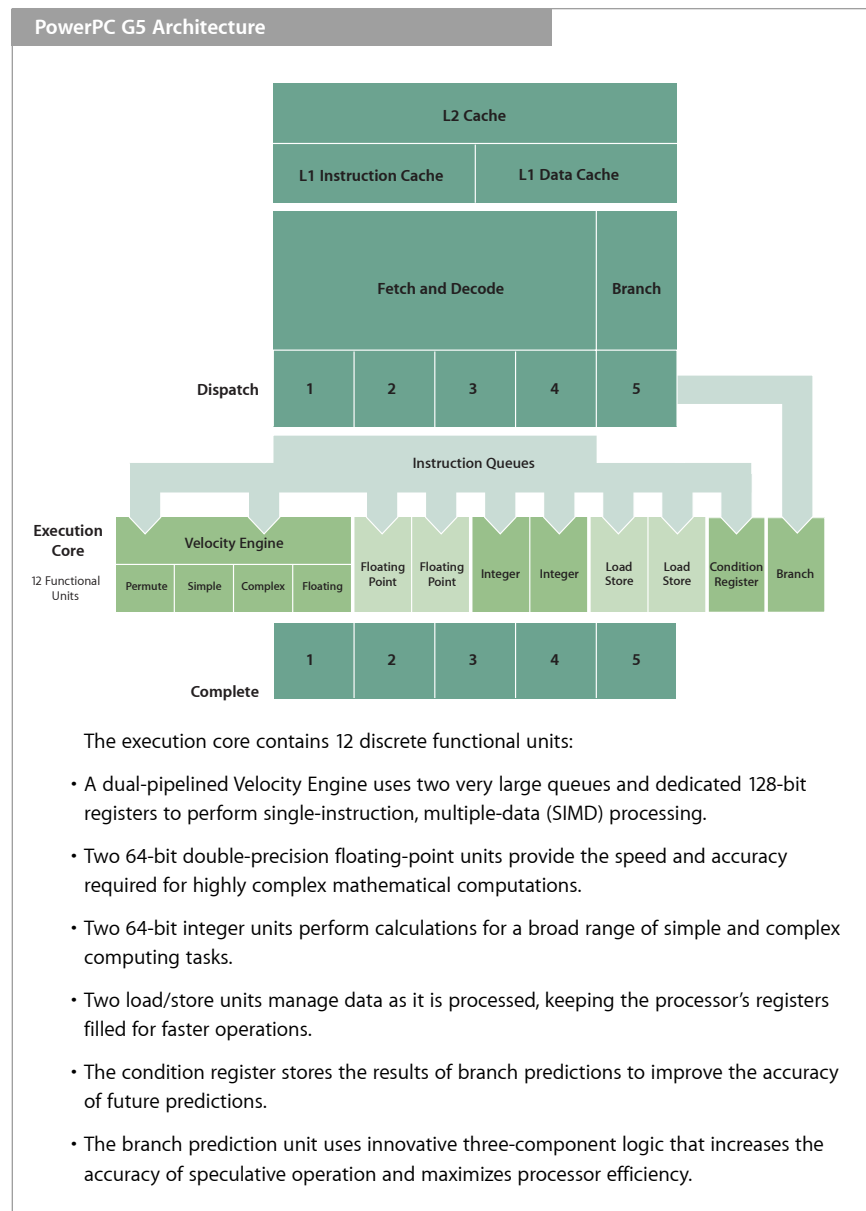 PowerPC G5 Architecture
L2 Cache
L1 Instruction Cache
L1 Data Cache
Fetch and Decode
Branch
Dispatch
1
2
3
4
5
Instruction Queues
Execution
Core
12 Functional
Units
Velocity Engine
Permute
Simple
Complex
Floating
Floating
Point
Floating
Point
Integer
Integer
Load
Store
Load
Store
Condition
Register
Branch
Complete
1
2
3
4
5
The execution core contains 12 discrete functional units:
• A dual-pipelined Velocity Engine uses two very large queues and dedicated 128-bit
registers to perform single-instruction, multiple-data (SIMD) processing.
• Two 64-bit double-precision floating-point units provide the speed and accuracy
required for highly complex mathematical computations.
• Two 64-bit integer units perform calculations for a broad range of simple and complex
computing tasks.
• Two load/store units manage data as it is processed, keeping the processor’s registers
filled for faster operations.
• The condition register stores the results of branch predictions to improve the accuracy
of future predictions.
• The branch prediction unit uses innovative three-component logic that increases the
accuracy of speculative operation and maximizes processor efficiency.